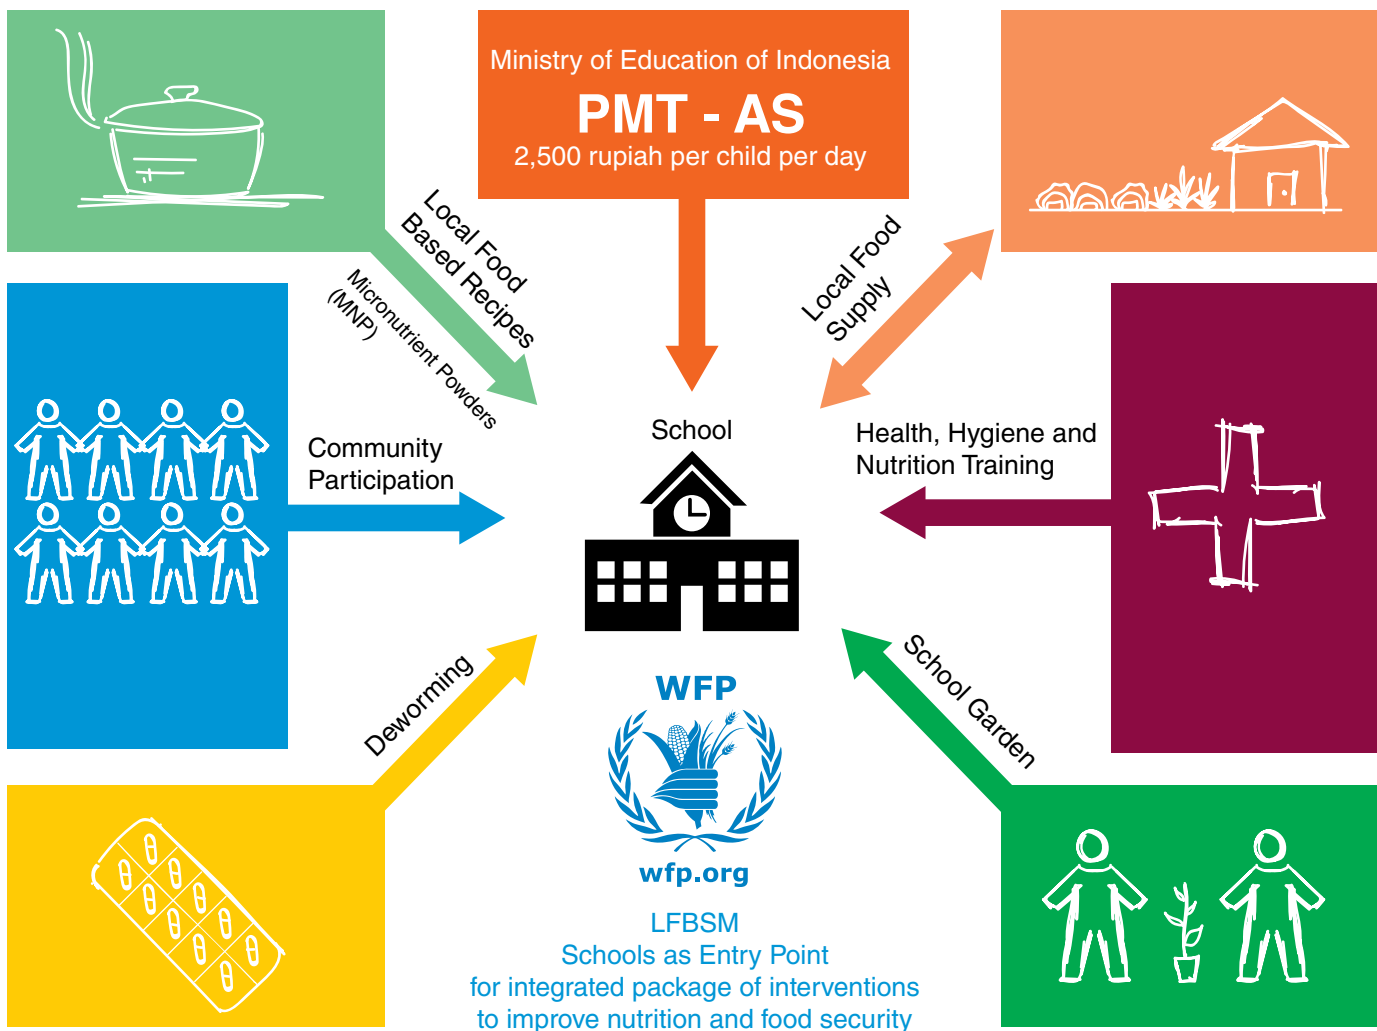 Ministry of Education of Indonesia
PMT - AS
2,500 rupiah per child per day
Local Food
Based Recipes
Micronutrient Powders
(MNP)
Local Food
Supply
School
Community
Participation
Health, Hygiene and
Nutrition Training
Deworming
School Garden
WFP
wfp.org
LFBSM
Schools as Entry Point
for integrated package of interventions
to improve nutrition and food security